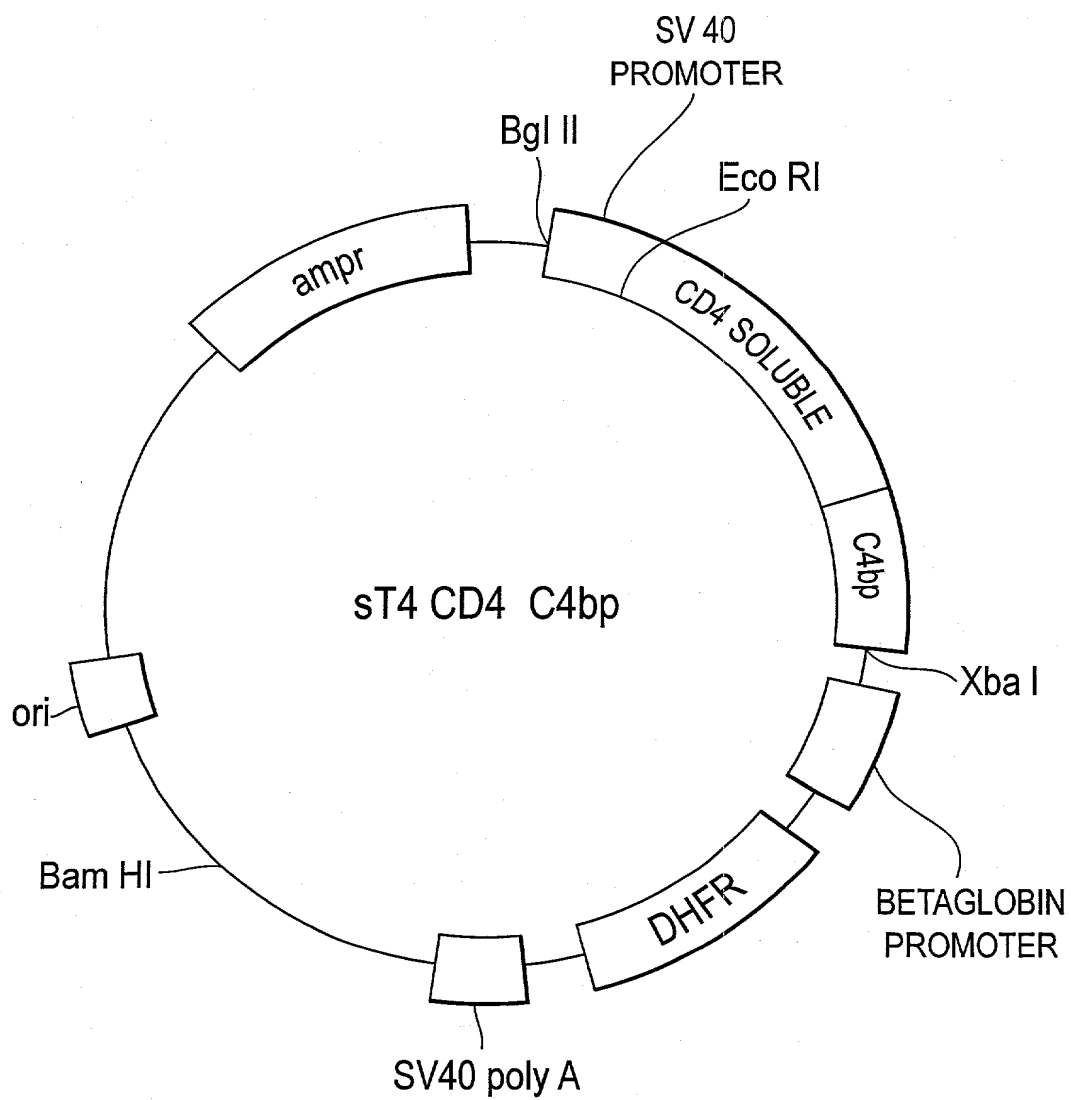 SV 40
PROMOTER
Bgl II
Eco RI
ampr
CD4 SOLUBLE
C4bp
sT4 CD4 C4bp
Xba I
ori
Bam HI
DHFR
BETAGLOBIN
PROMOTER
SV40 poly A